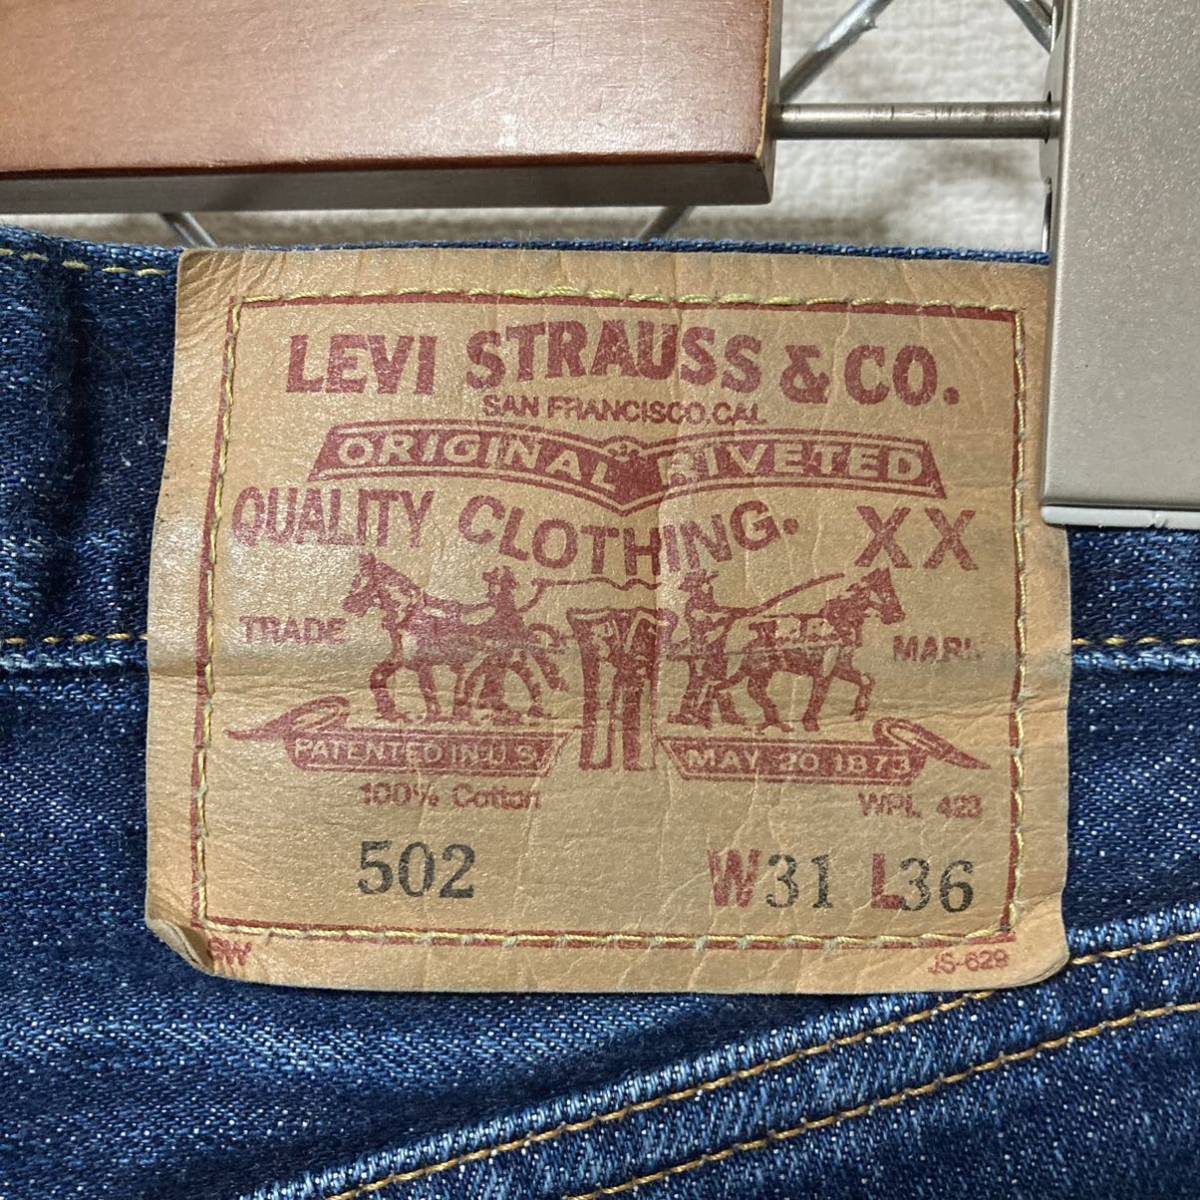 LEVI STRAUSS & CO.
SAN FRANCISCO, CAL
ORIGINAL RIVETED
QUALITY CLOTHING. XX
TRADE MARK
PATENTED IN U.S. MAY 20 1873
100% Cotton WPL 423
502 W31 L36
JS-629